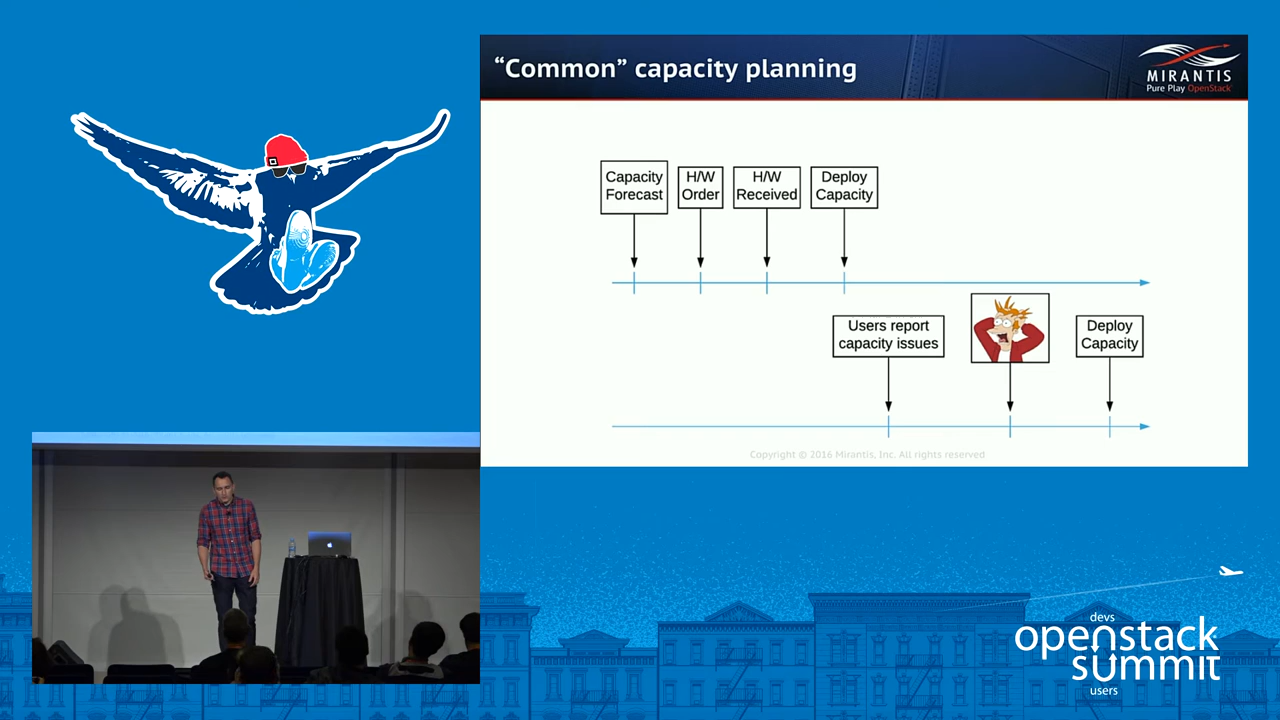 “Common” capacity planning
MIRANTIS
Pure Play OpenStack
Capacity
Forecast
H/W
Order
H/W
Received
Deploy
Capacity
Users report
capacity issues
Deploy
Capacity
Copyright © 2016 Mirantis, Inc. All rights reserved
devs
openstack
summit
users